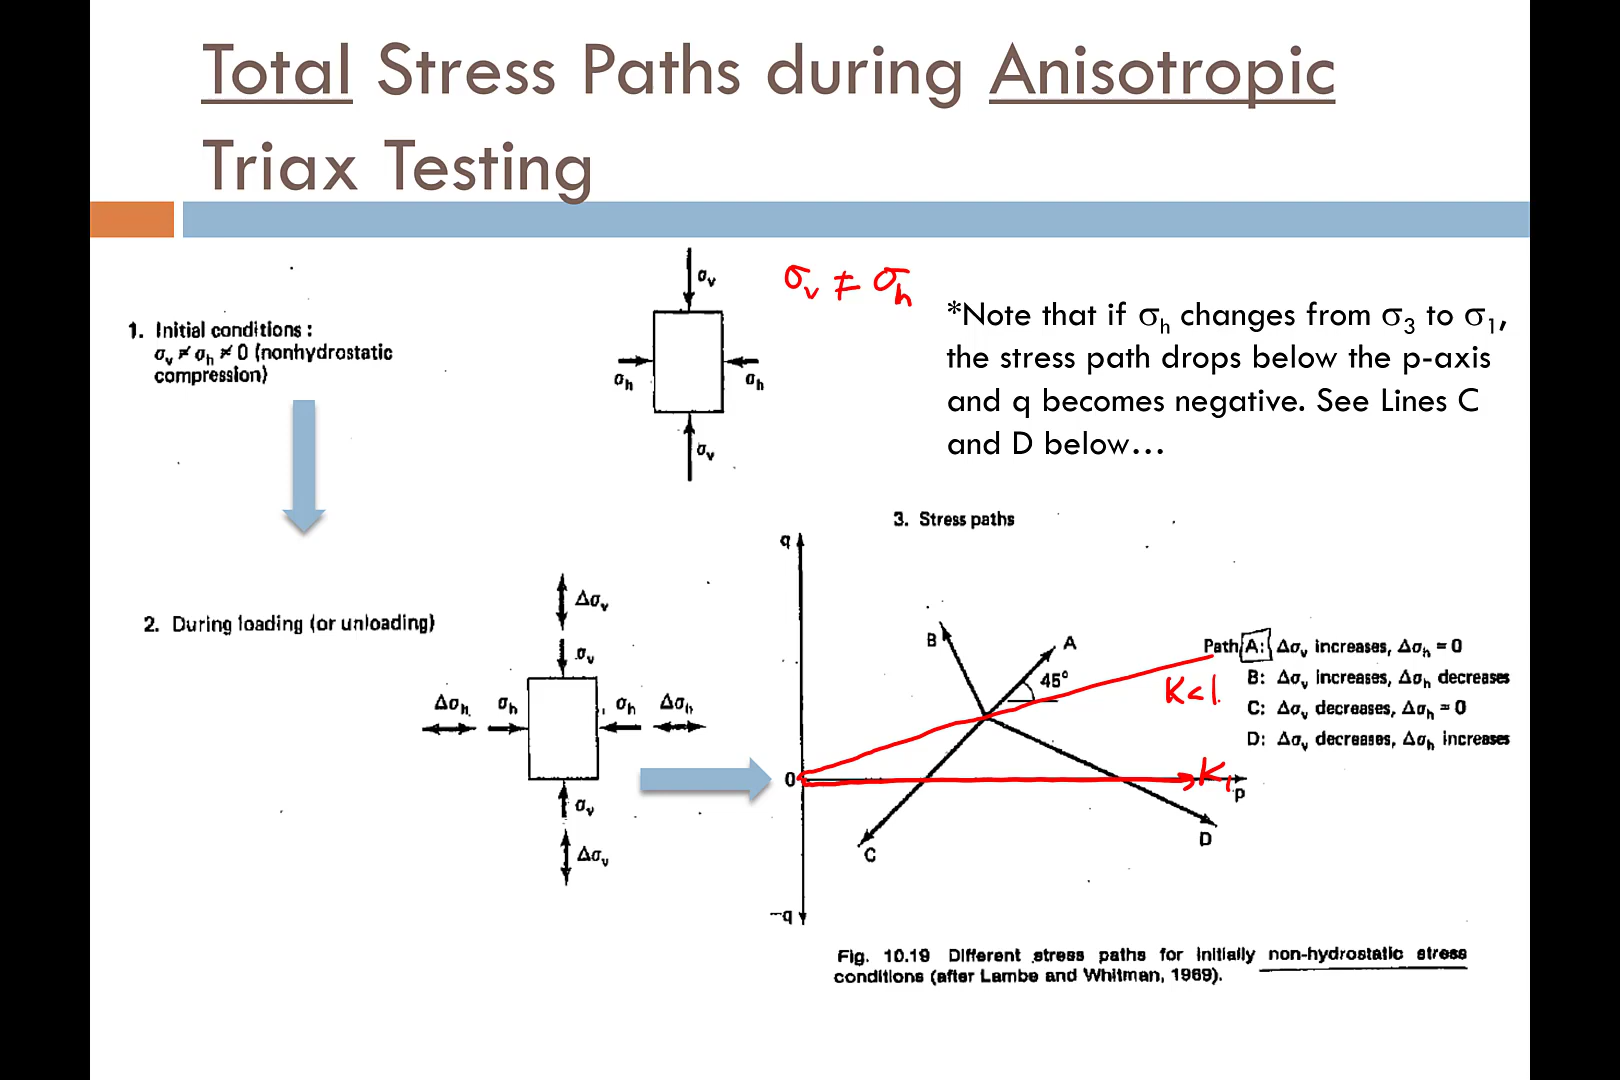 Total Stress Paths during Anisotropic
Triax Testing
σv
σv ≠ σh
*Note that if σh changes from σ3 to σ1,
the stress path drops below the p-axis
and q becomes negative. See Lines C
and D below...
1. Initial conditions :
σv ≠ σh ≠ 0 (nonhydrostatic
compression)
σh
σh
σv
3. Stress paths
q
2. During loading (or unloading)
Δσv
σv
Δσh
σh
σh
Δσh
σv
Δσv
B
A
45°
K<1
Path A: Δσv increases, Δσh = 0
B: Δσv increases, Δσh decreases
C: Δσv decreases, Δσh = 0
D: Δσv decreases, Δσh increases
0
K1
p
D
C
-q
Fig. 10.19 Different stress paths for initially non-hydrostatic stress
conditions (after Lambe and Whitman, 1969).